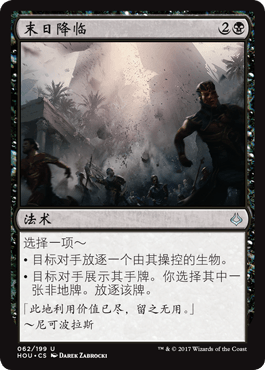 末日降临 2
法术
选择一项～
•目标对手放逐一个由其操控的生物。
•目标对手展示其手牌。你选择其中一
张非地牌。放逐该牌。
「此地利用价值已尽，留之无用。」
～尼可波拉斯
062/199 U
HOU • CS DAREK ZABROCKI
™ & © 2017 Wizards of the Coast